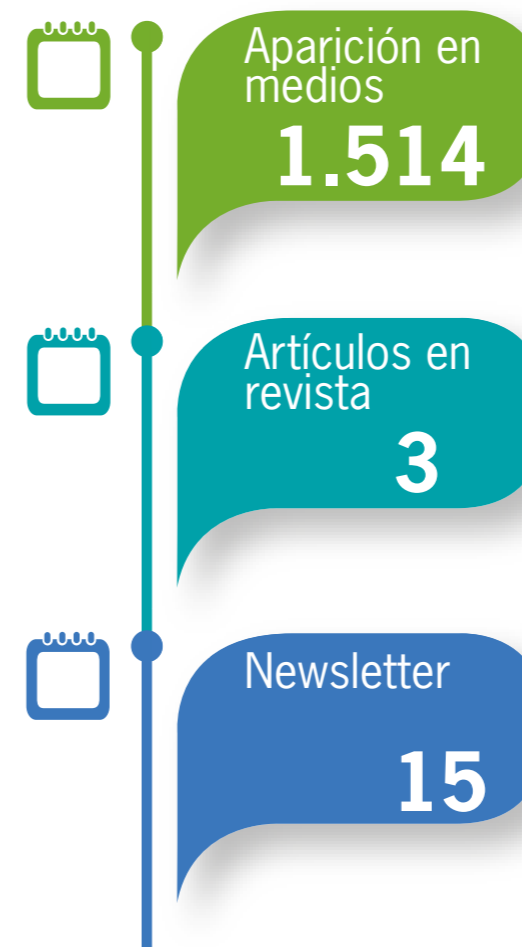 Aparición en
medios
1.514
Artículos en
revista
3
Newsletter
15